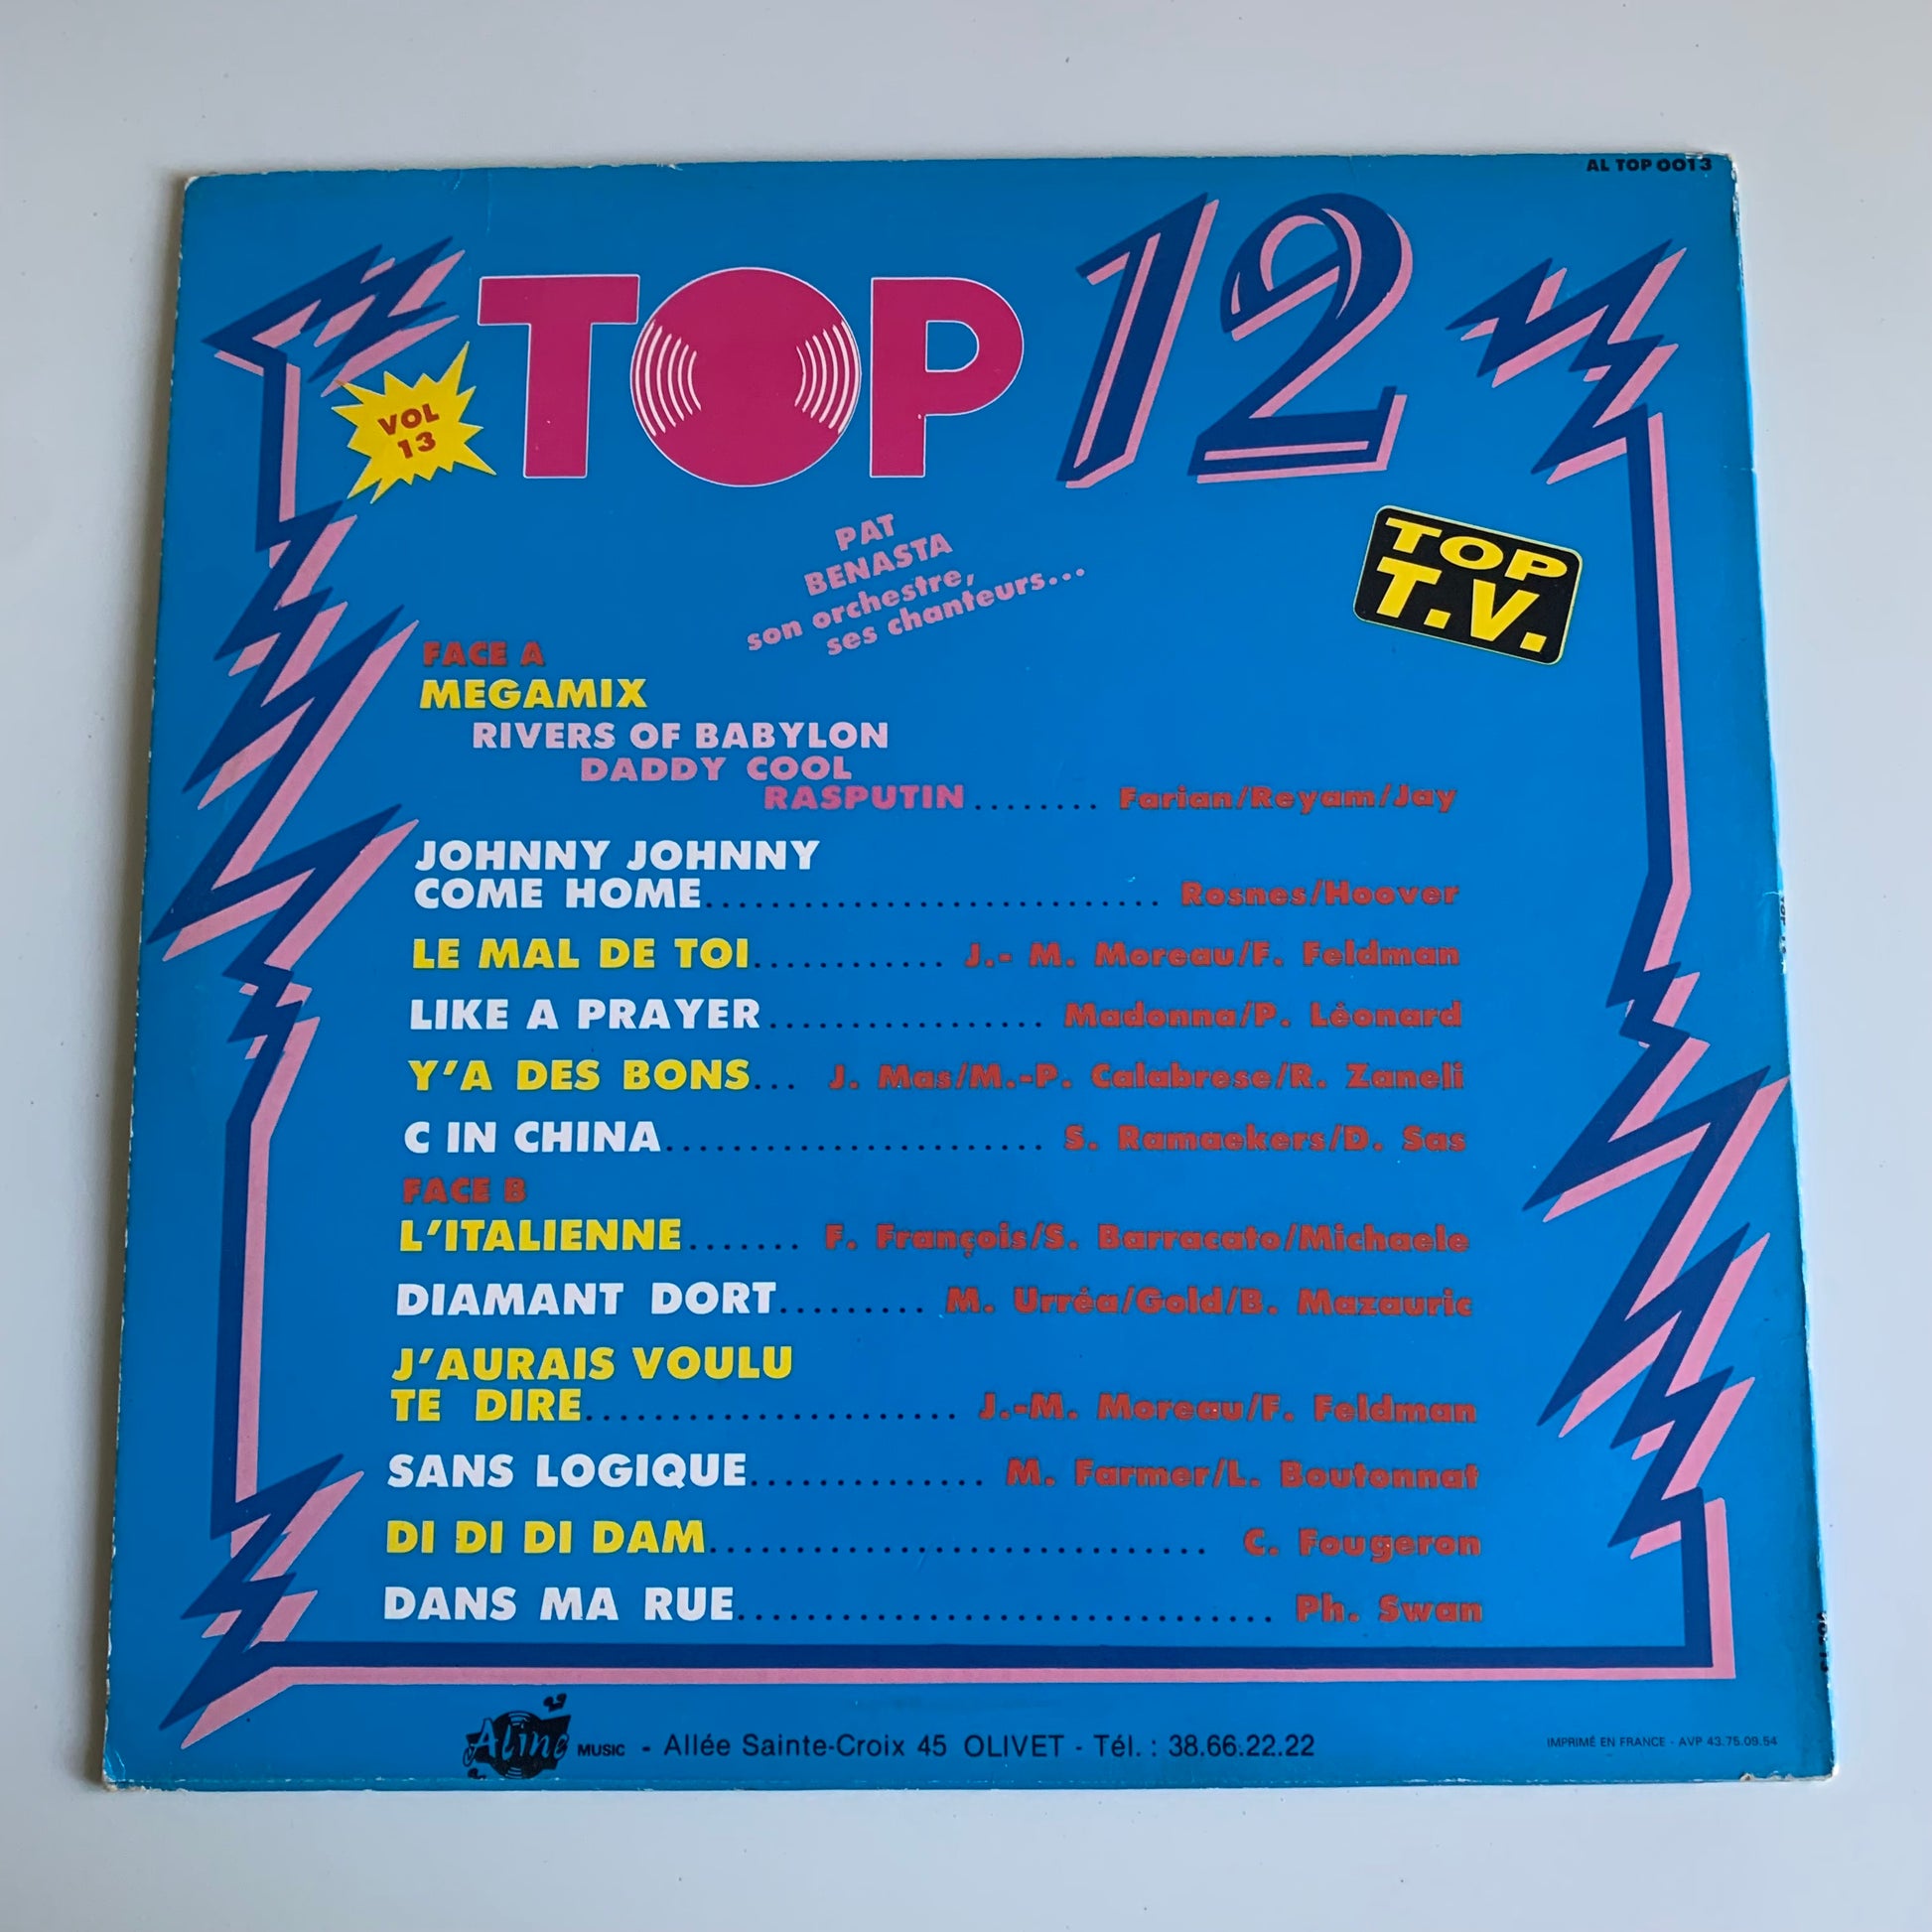 AL TOP 0013
TOP 12
VOL
13
PAT
BENASTA
son orchestre,
ses chanteurs...
TOP
T.V.
FACE A
MEGAMIX
RIVERS OF BABYLON
DADDY COOL
RASPUTIN........ Farian/Reyam/Jay
JOHNNY JOHNNY
COME HOME............................ Rosnes/Hoover
LE MAL DE TOI............ J.- M. Moreau/F. Feldman
LIKE A PRAYER................. Madonna/P. Lèonard
Y'A DES BONS... J. Mas/M.-P. Calabrese/R. Zaneli
C IN CHINA....................... S. Ramaekers/D. Sas
FACE B
L'ITALIENNE....... F. François/S. Barracato/Michaele
DIAMANT DORT......... M. Urréa/Gold/B. Mazauric
J'AURAIS VOULU
TE DIRE....................... J.-M. Moreau/F. Feldman
SANS LOGIQUE.............. M. Farmer/L. Boutonnat
DI DI DI DAM.............................. C. Fougeron
DANS MA RUE................................ Ph. Swan
Aline MUSIC - Allée Sainte-Croix 45 OLIVET - Tél. : 38.66.22.22
IMPRIMÉ EN FRANCE - AVP 43.75.09.54